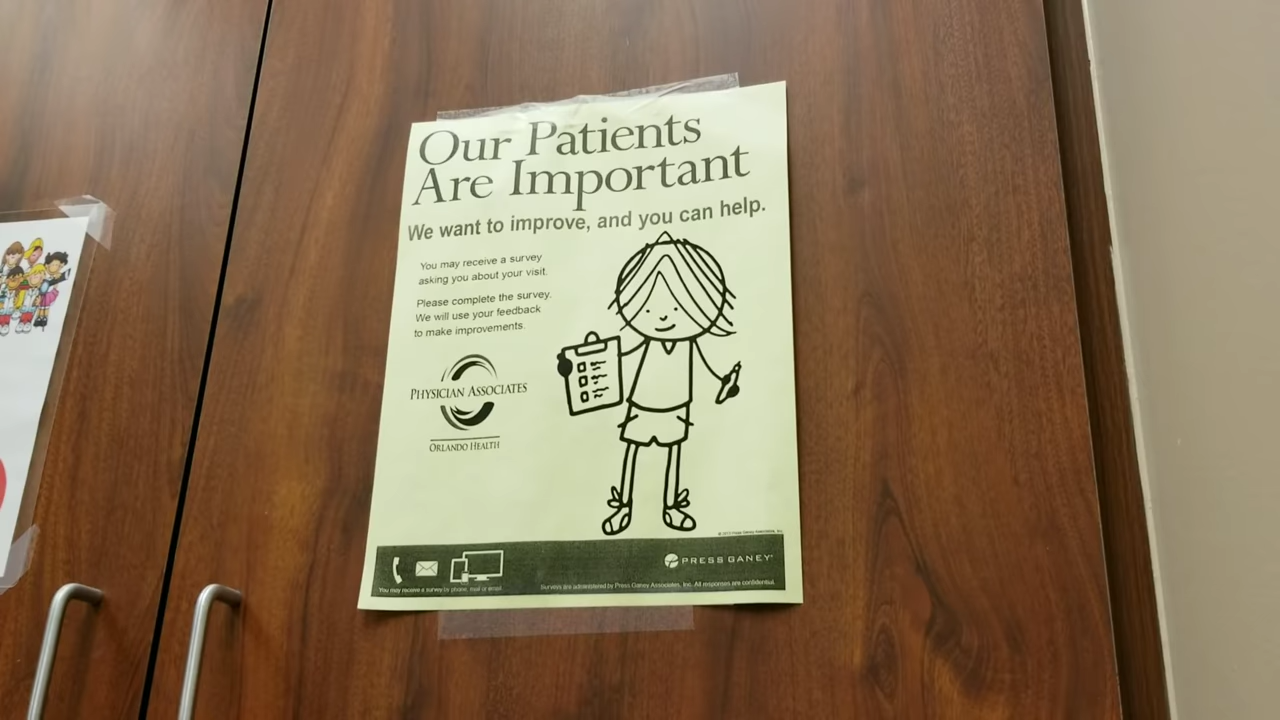 Our Patients
Are Important
We want to improve, and you can help.
You may receive a survey
asking you about your visit.
Please complete the survey.
We will use your feedback
to make improvements.
PHYSICIAN ASSOCIATES
ORLANDO HEALTH
PRESS GANEY
You may receive a survey by phone, mail or email
Surveys are administered by Press Ganey Associates, Inc. All responses are confidential.